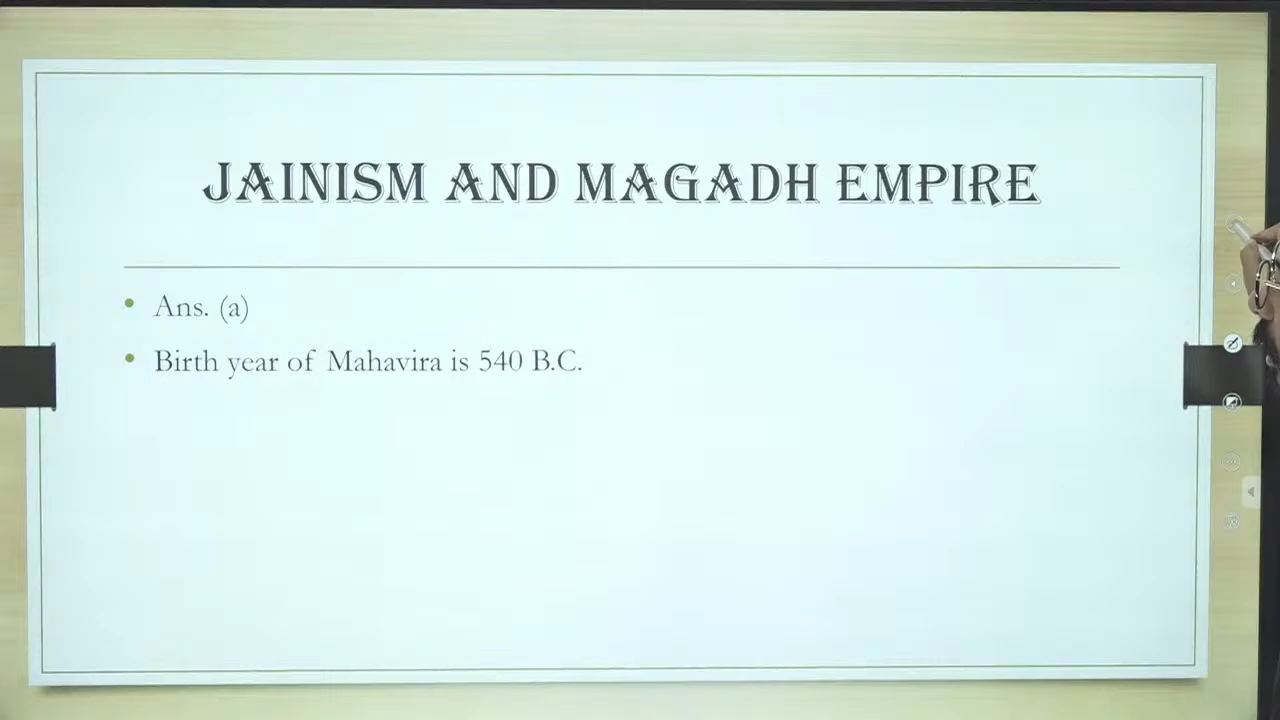 JAINISM AND MAGADH EMPIRE
• Ans. (a)
• Birth year of Mahavira is 540 B.C.